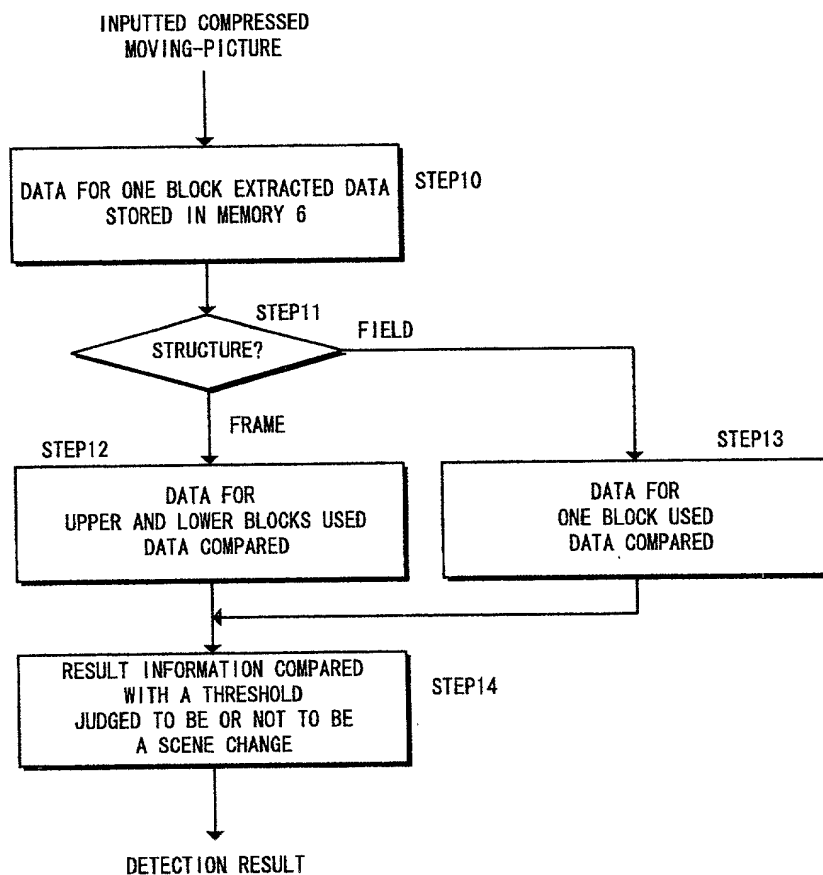 INPUTTED COMPRESSED
MOVING-PICTURE
DATA FOR ONE BLOCK EXTRACTED DATA
STORED IN MEMORY 6
STEP10
STEP11
STRUCTURE?
FIELD
FRAME
STEP12
DATA FOR
UPPER AND LOWER BLOCKS USED
DATA COMPARED
STEP13
DATA FOR
ONE BLOCK USED
DATA COMPARED
RESULT INFORMATION COMPARED
WITH A THRESHOLD
JUDGED TO BE OR NOT TO BE
A SCENE CHANGE
STEP14
DETECTION RESULT